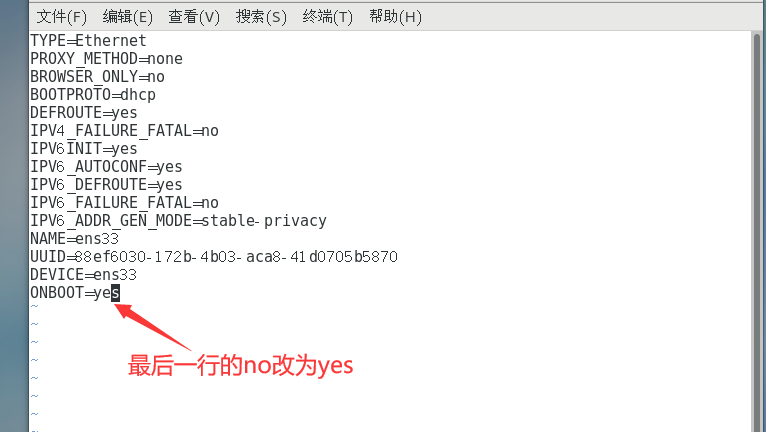 文件(F) 编辑(E) 查看(V) 搜索(S) 终端(T) 帮助(H)
TYPE=Ethernet
PROXY_METHOD=none
BROWSER_ONLY=no
BOOTPROTO=dhcp
DEFROUTE=yes
IPV4_FAILURE_FATAL=no
IPV6INIT=yes
IPV6_AUTOCONF=yes
IPV6_DEFROUTE=yes
IPV6_FAILURE_FATAL=no
IPV6_ADDR_GEN_MODE=stable-privacy
NAME=ens33
UUID=88ef6030-172b-4b03-aca8-41d0705b5870
DEVICE=ens33
ONBOOT=yes
~
~
~
最后一行的no改为yes
~
~
~
~